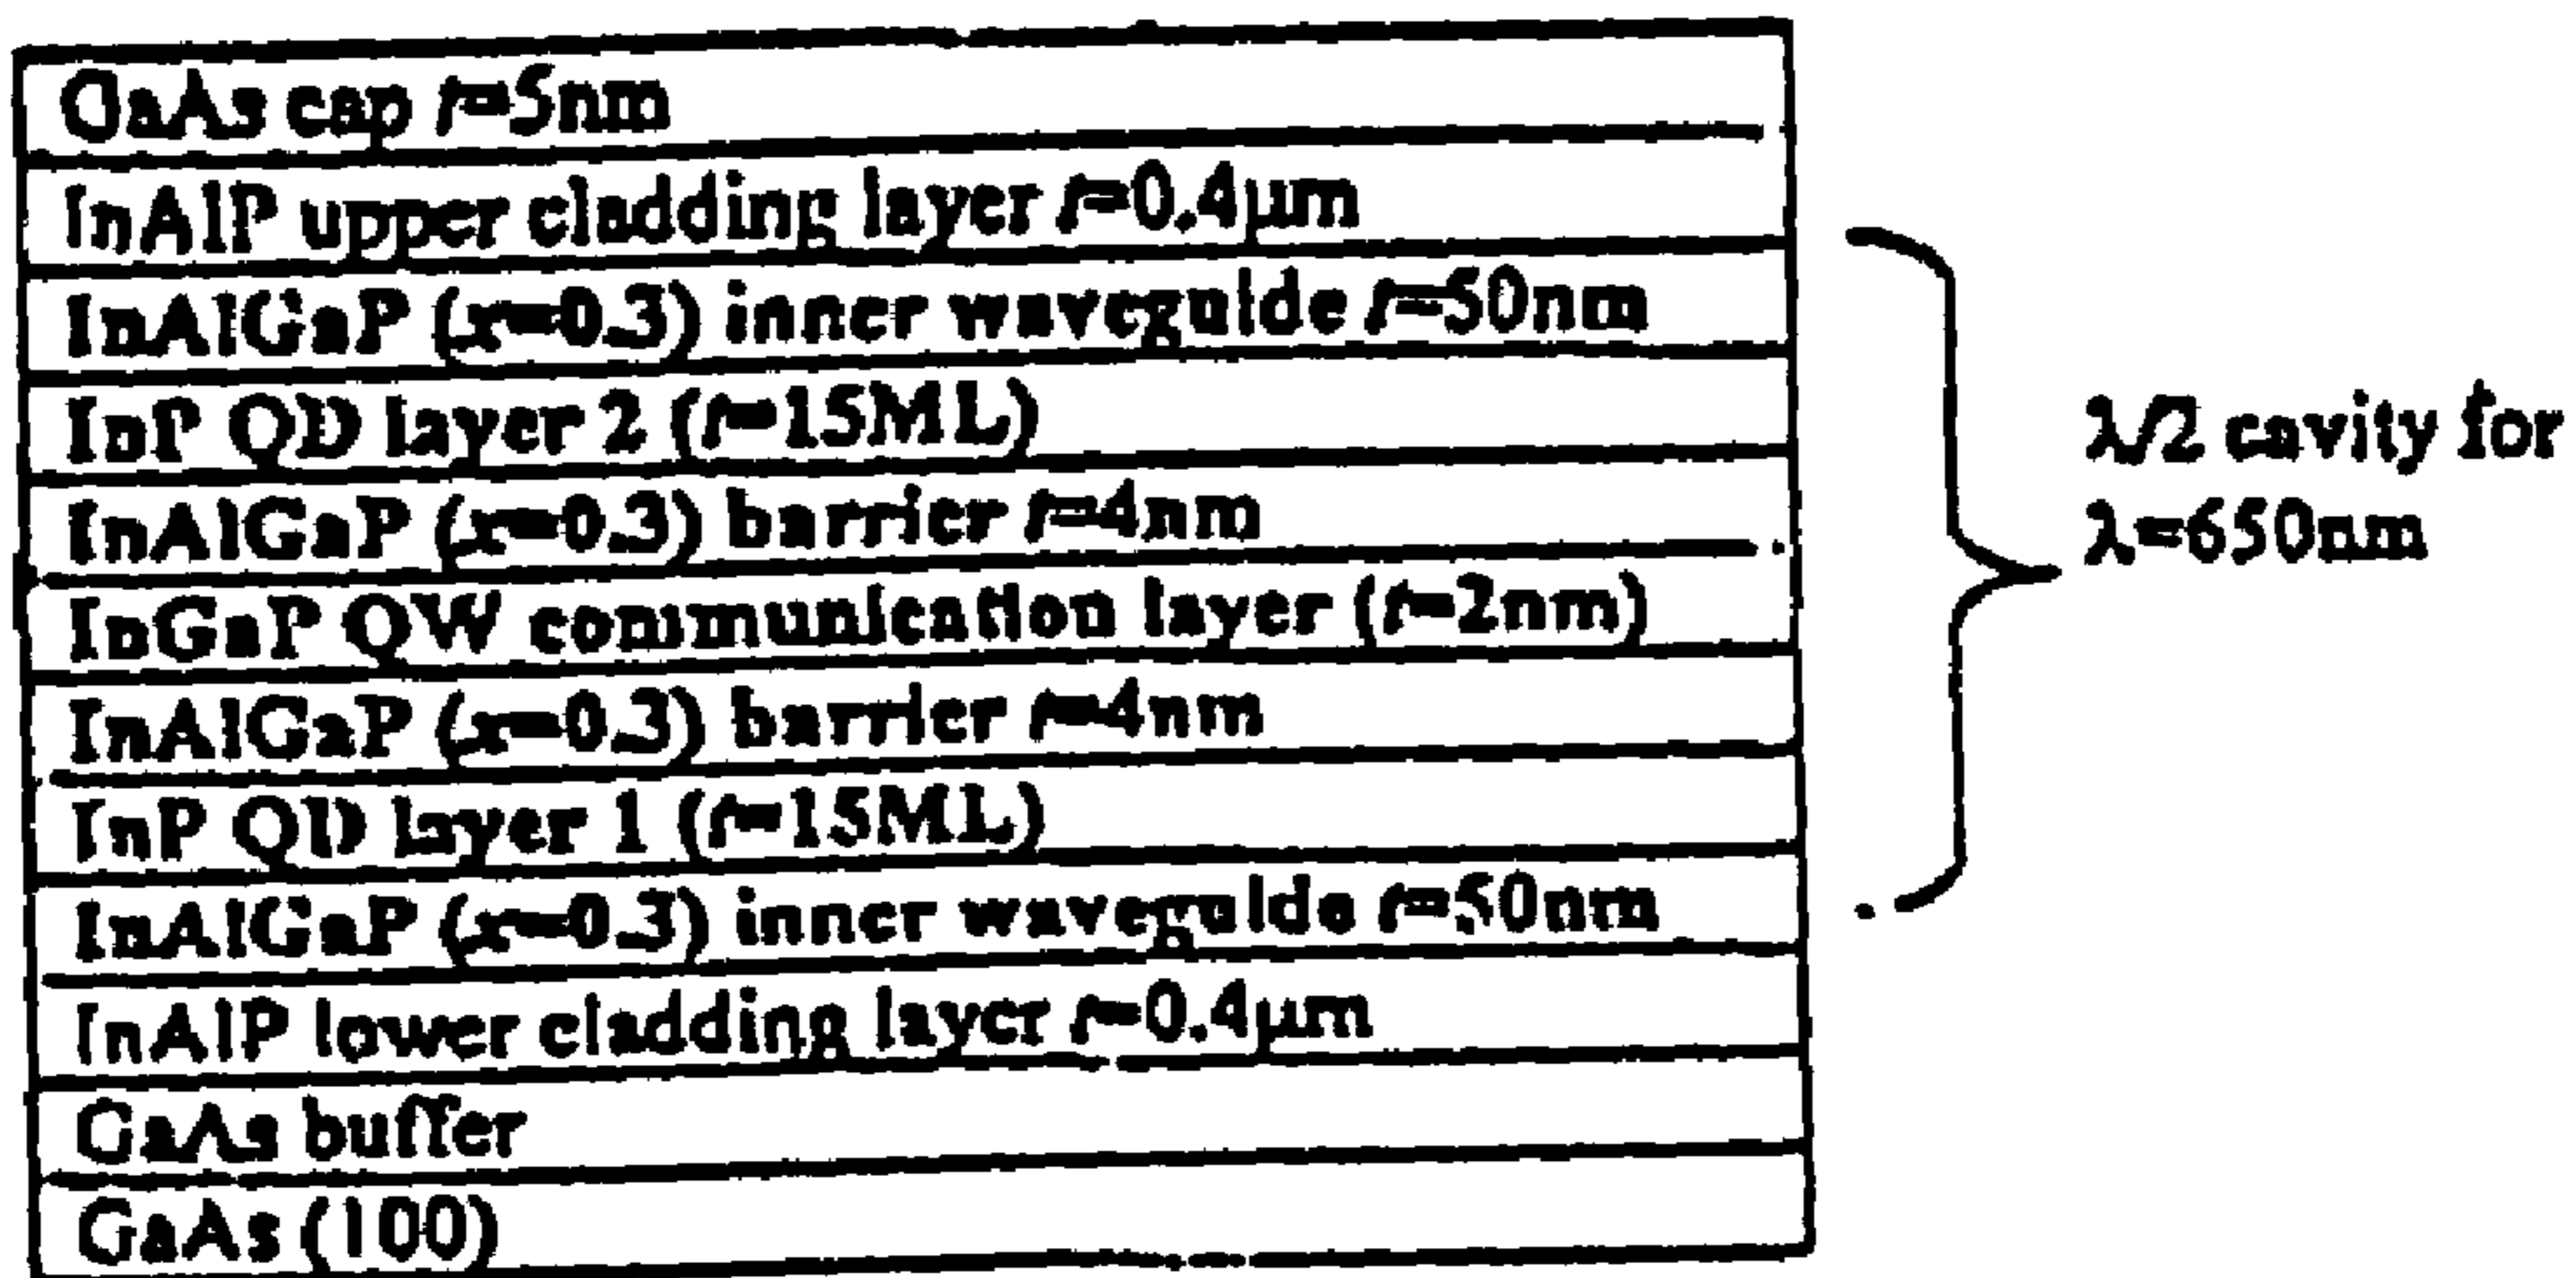 GaAs cap t=5nm
InAlP upper cladding layer t=0.4μm
InAlGaP (x=0.3) inner waveguide t=50nm
InP QD layer 2 (t=15ML)
InAlGaP (x=0.3) barrier t=4nm
InGaP QW communication layer (t=2nm)
InAlGaP (x=0.3) barrier t=4nm
InP QD layer 1 (t=15ML)
InAlGaP (x=0.3) inner waveguide t=50nm
InAlP lower cladding layer t=0.4μm
GaAs buffer
GaAs (100)
λ/2 cavity for
λ=650nm